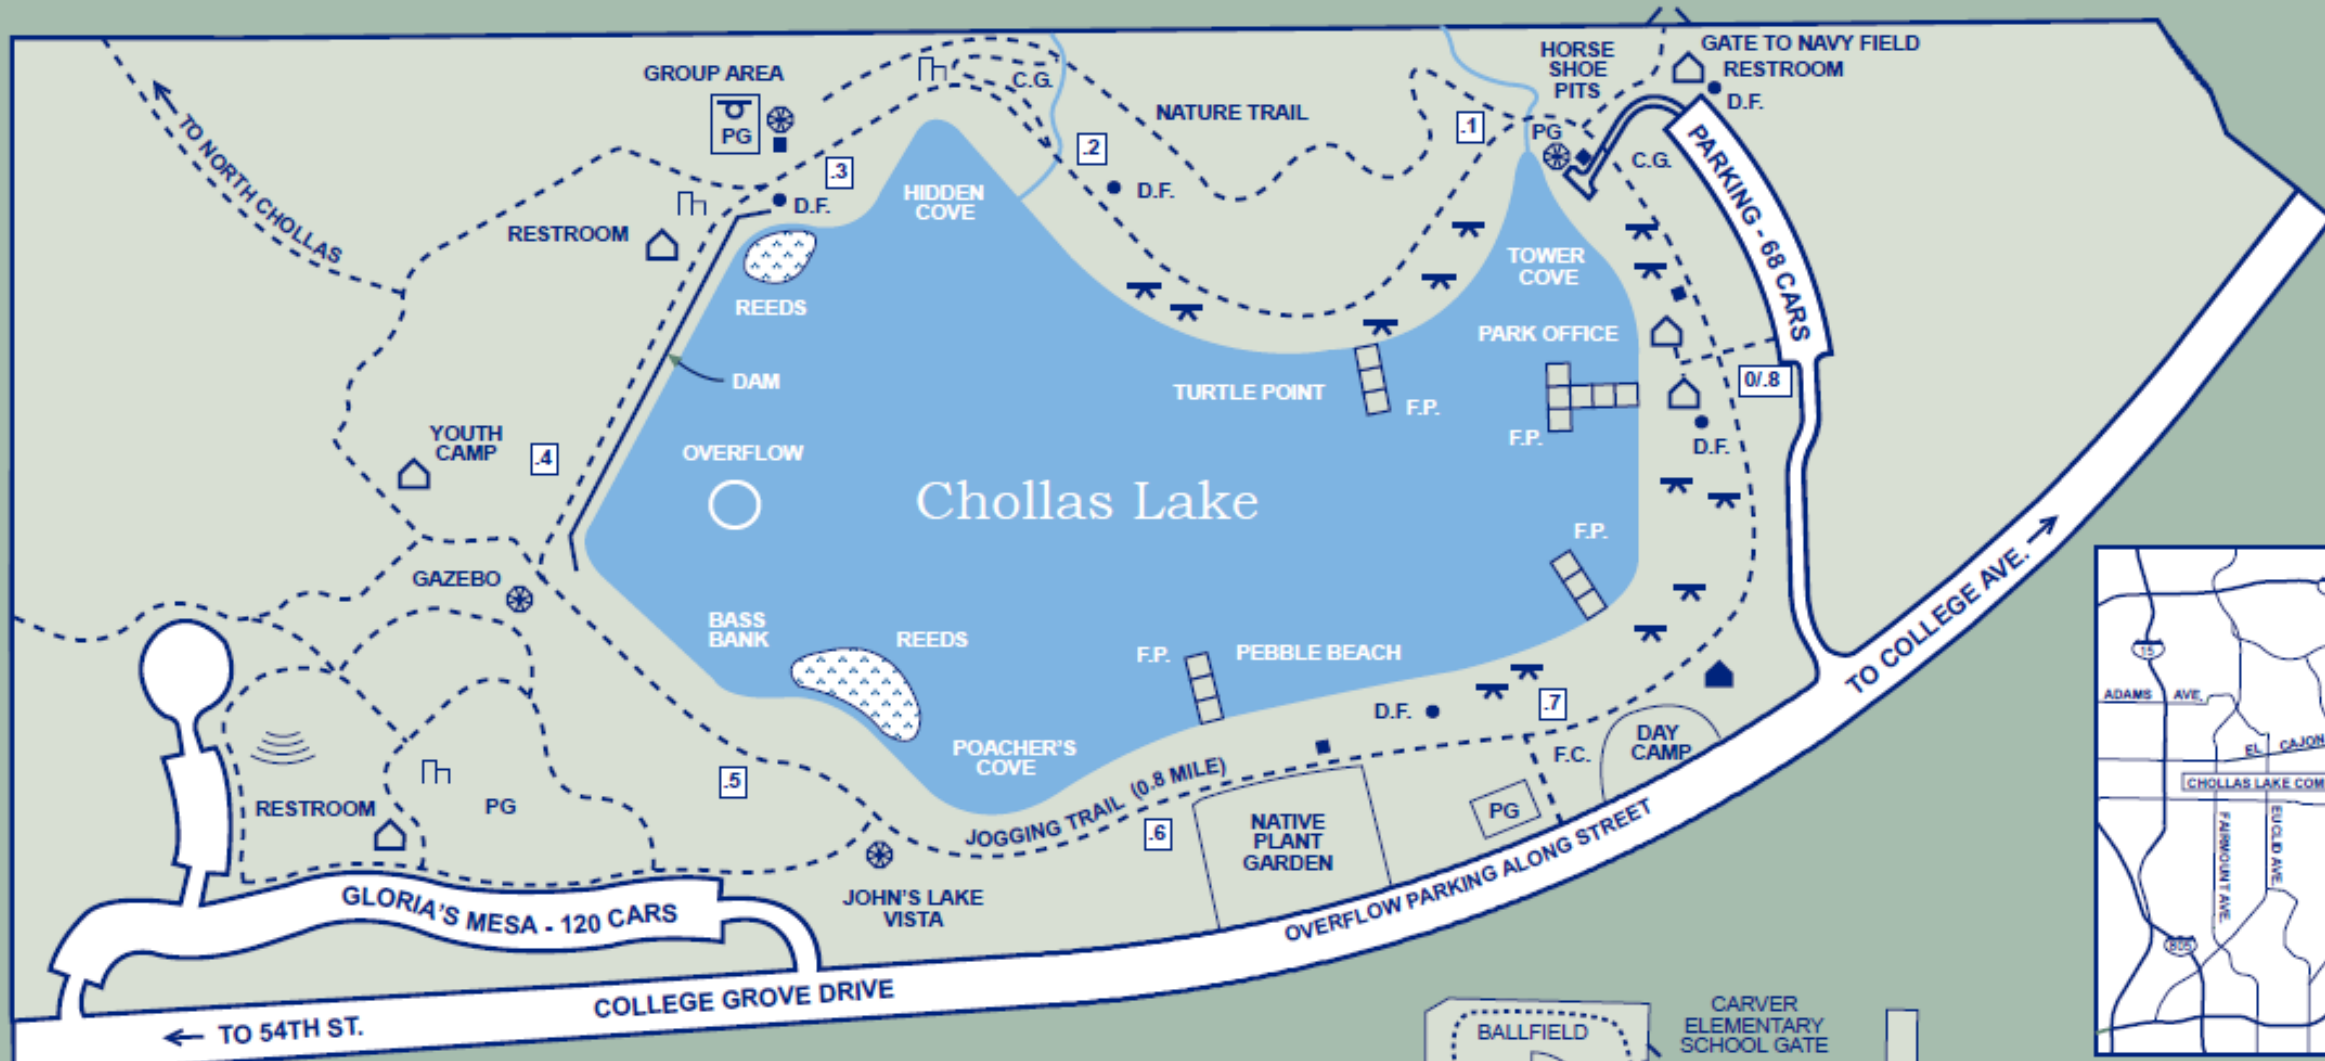 GROUP AREA
PG
C.G.
NATURE TRAIL
HORSE
SHOE
PITS
GATE TO NAVY FIELD
RESTROOM
D.F.
PG
C.G.
.1
.2
D.F.
.3
D.F.
TO NORTH CHOLLAS
RESTROOM
HIDDEN
COVE
PARKING - 68 CARS
TOWER
COVE
REEDS
PARK OFFICE
DAM
TURTLE POINT
F.P.
0/.8
F.P.
D.F.
YOUTH
CAMP
.4
OVERFLOW
Chollas Lake
F.P.
GAZEBO
BASS
BANK
REEDS
F.P.
PEBBLE BEACH
TO COLLEGE AVE.
D.F.
.7
DAY
CAMP
F.C.
POACHER'S
COVE
.5
JOGGING TRAIL (0.8 MILE)
.6
RESTROOM
PG
NATIVE
PLANT
GARDEN
PG
JOHN'S LAKE
VISTA
GLORIA'S MESA - 120 CARS
OVERFLOW PARKING ALONG STREET
COLLEGE GROVE DRIVE
TO 54TH ST.
15
ADAMS AVE.
EL CAJON
CHOLLAS LAKE COM
FAIRMOUNT AVE.
EUCLID AVE.
805
BALLFIELD
CARVER
ELEMENTARY
SCHOOL GATE